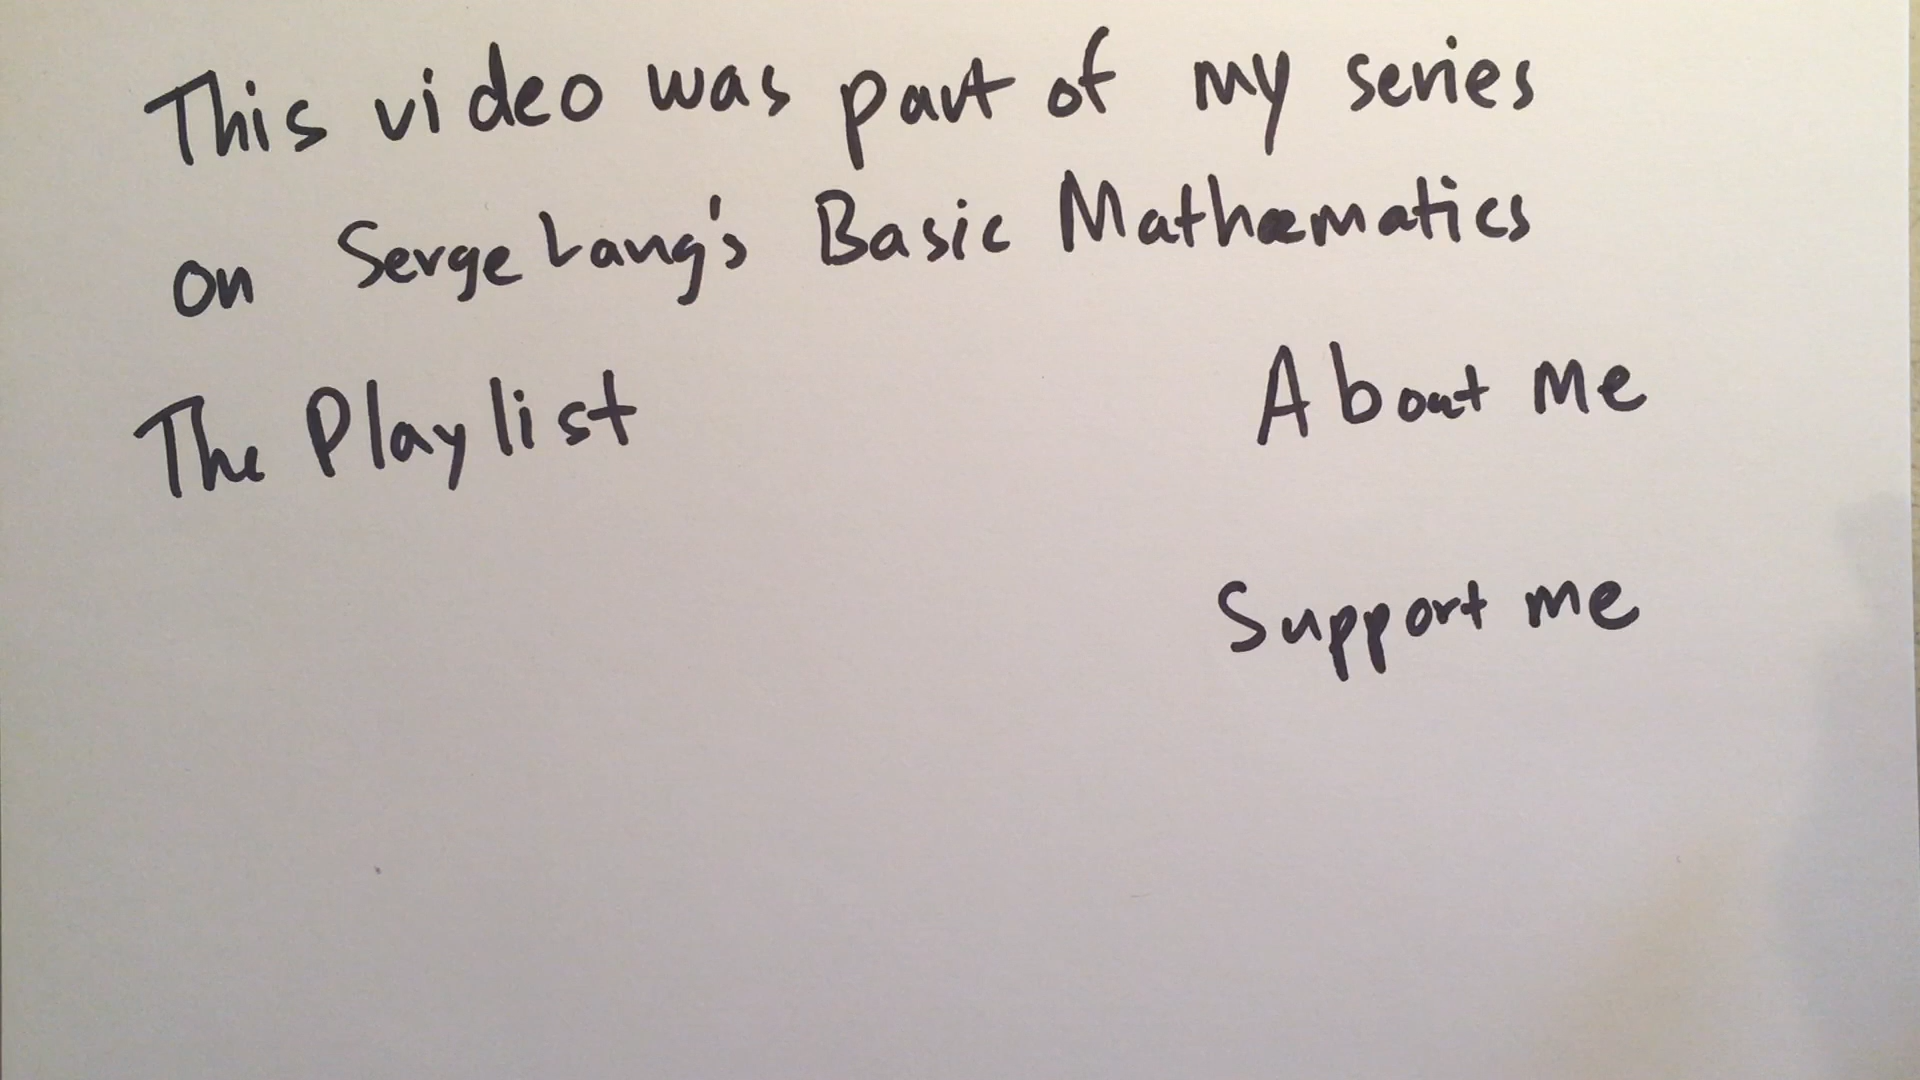 This video was part of my series
on Serge Lang's Basic Mathematics
The Playlist
About Me
Support me